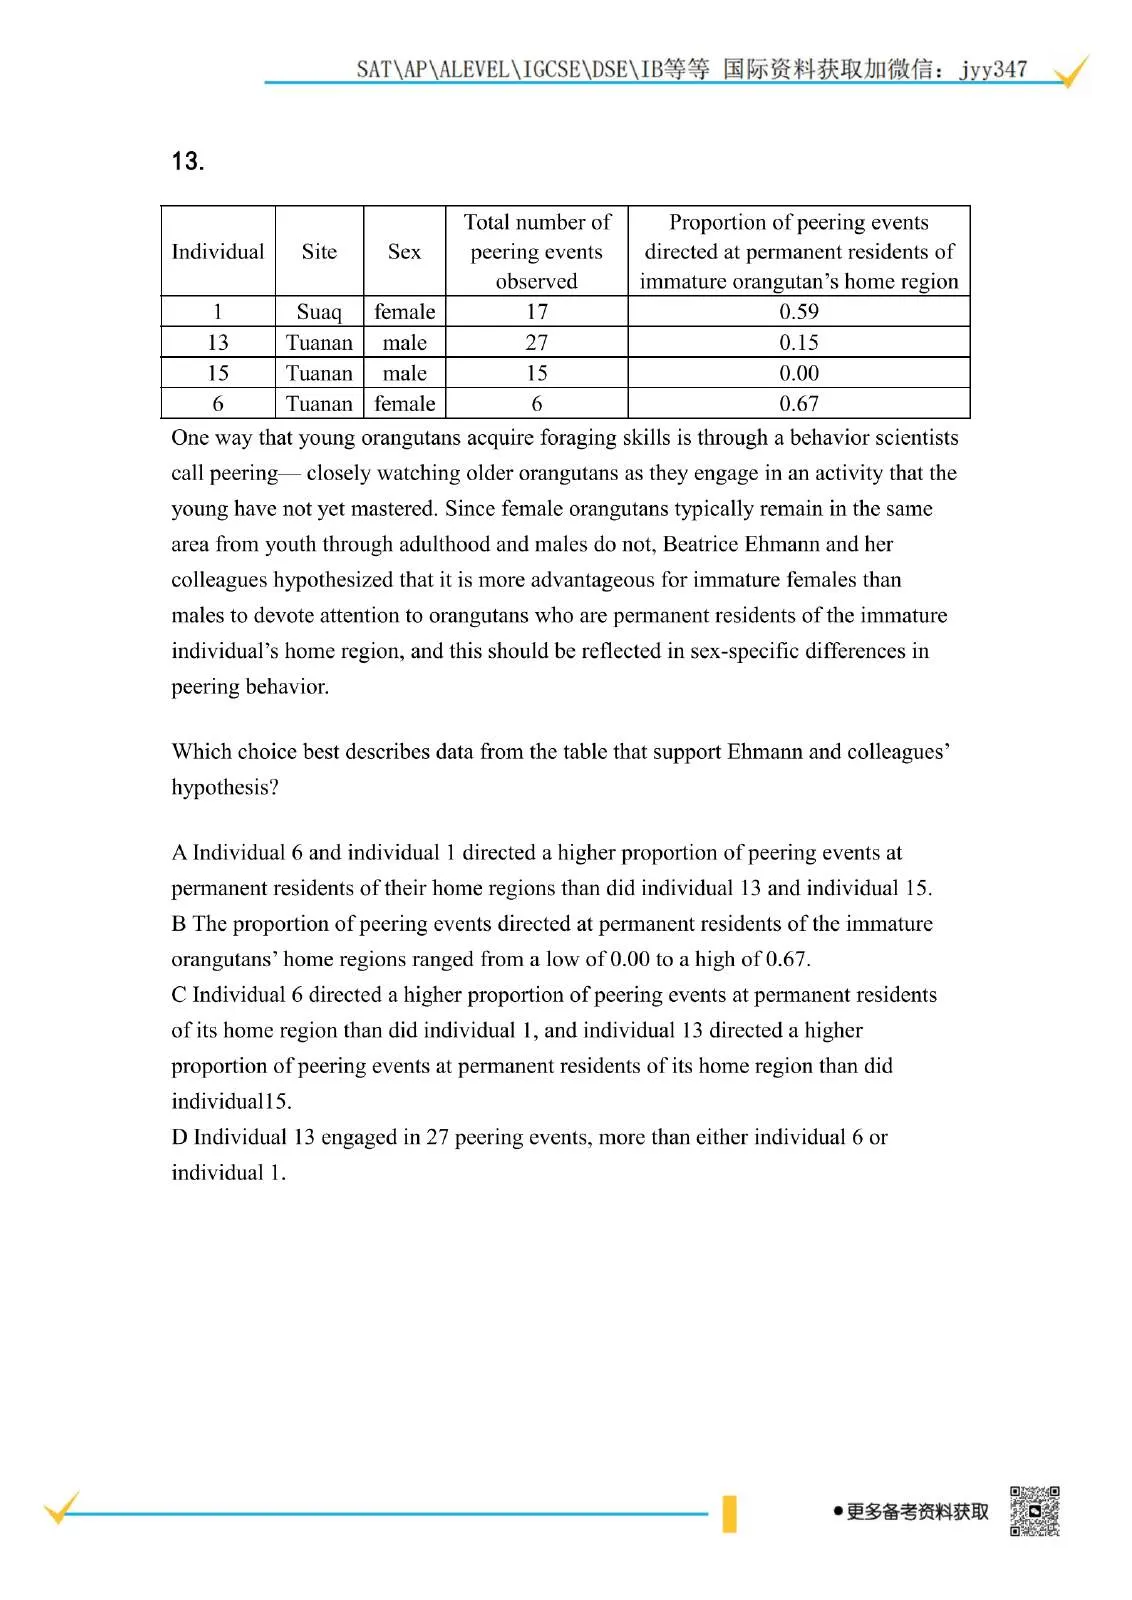 SAT\AP\ALEVEL\IGCSE\DSE\IB等等 国际资料获取加微信：jyy347
13.
Individual Site Sex Total number of peering events observed Proportion of peering events directed at permanent residents of immature orangutan’s home region
1 Suaq female 17 0.59
13 Tuanan male 27 0.15
15 Tuanan male 15 0.00
6 Tuanan female 6 0.67
One way that young orangutans acquire foraging skills is through a behavior scientists
call peering— closely watching older orangutans as they engage in an activity that the
young have not yet mastered. Since female orangutans typically remain in the same
area from youth through adulthood and males do not, Beatrice Ehmann and her
colleagues hypothesized that it is more advantageous for immature females than
males to devote attention to orangutans who are permanent residents of the immature
individual’s home region, and this should be reflected in sex-specific differences in
peering behavior.
Which choice best describes data from the table that support Ehmann and colleagues’
hypothesis?
A Individual 6 and individual 1 directed a higher proportion of peering events at
permanent residents of their home regions than did individual 13 and individual 15.
B The proportion of peering events directed at permanent residents of the immature
orangutans’ home regions ranged from a low of 0.00 to a high of 0.67.
C Individual 6 directed a higher proportion of peering events at permanent residents
of its home region than did individual 1, and individual 13 directed a higher
proportion of peering events at permanent residents of its home region than did
individual15.
D Individual 13 engaged in 27 peering events, more than either individual 6 or
individual 1.
●更多备考资料获取